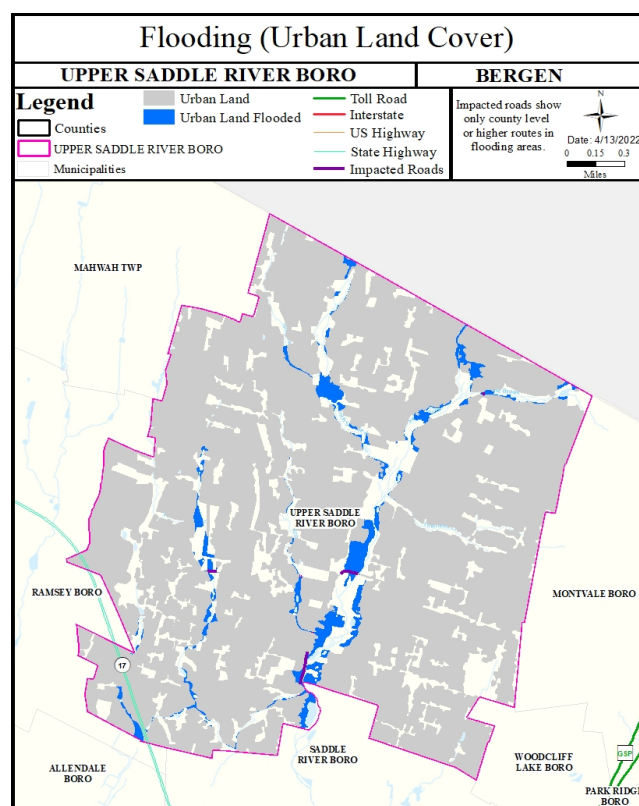 Flooding (Urban Land Cover)
UPPER SADDLE RIVER BORO
BERGEN
Legend
Counties
UPPER SADDLE RIVER BORO
Municipalities
Urban Land
Urban Land Flooded
Toll Road
Interstate
US Highway
State Highway
Impacted Roads
Impacted roads show
only county level
or higher routes in
flooding areas.
N
Date: 4/13/2022
0 0.15 0.3
Miles
MAHWAH TWP
UPPER SADDLE
RIVER BORO
RAMSEY BORO
MONTVALE BORO
17
SADDLE
RIVER BORO
ALLENDALE
BORO
WOODCLIFF
LAKE BORO
GSP
PARK RIDGE
BORO